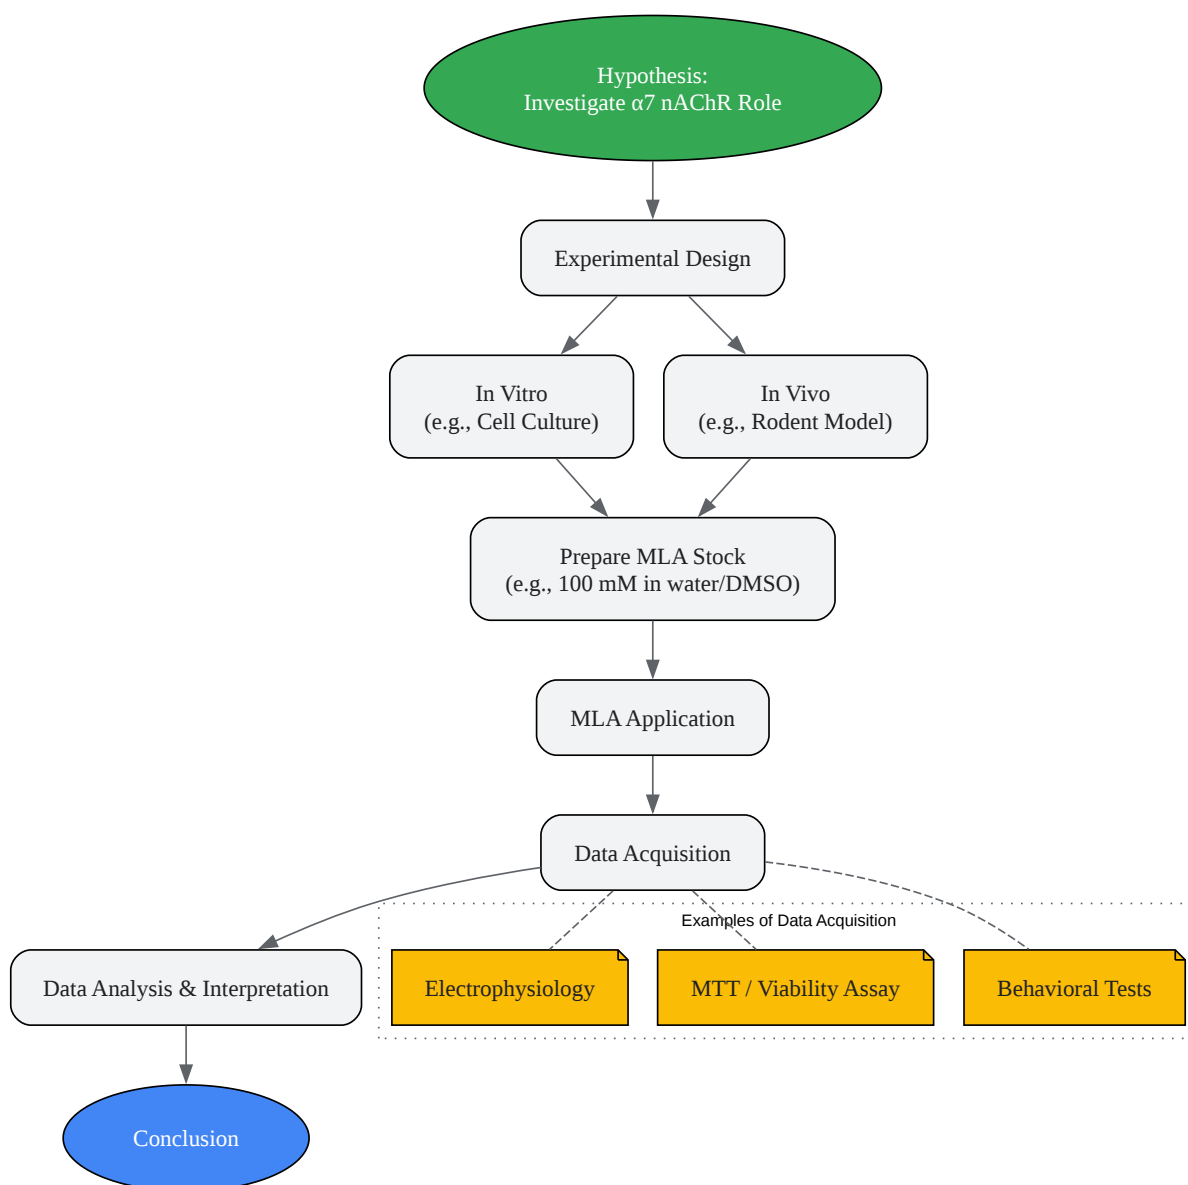 Hypothesis:
Investigate α7 nAChR Role
Experimental Design
In Vitro
(e.g., Cell Culture)
In Vivo
(e.g., Rodent Model)
Prepare MLA Stock
(e.g., 100 mM in water/DMSO)
MLA Application
Data Acquisition
Examples of Data Acquisition
Data Analysis & Interpretation
Electrophysiology
MTT / Viability Assay
Behavioral Tests
Conclusion